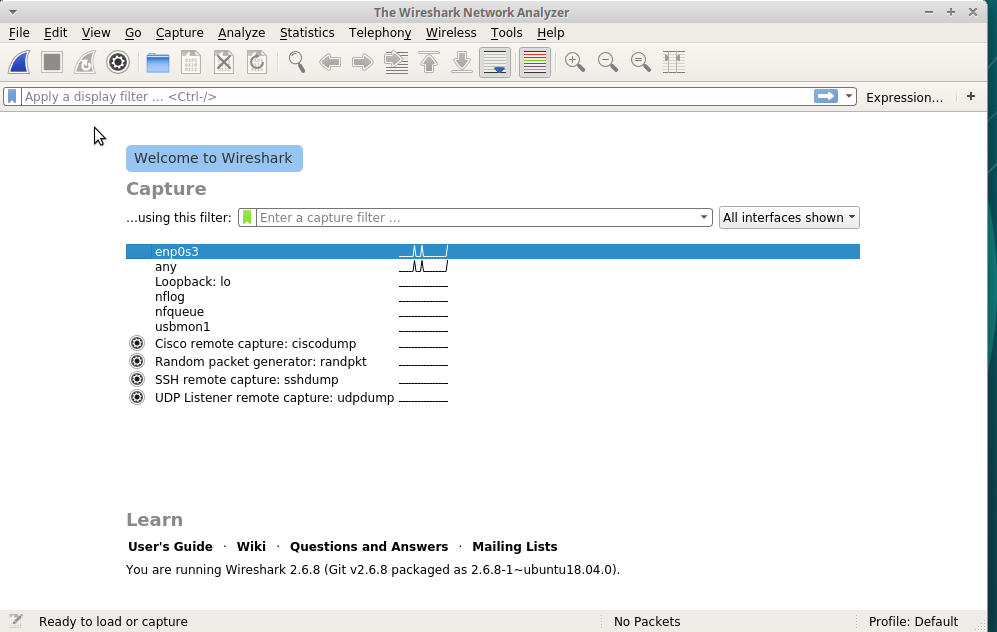 The Wireshark Network Analyzer
File Edit View Go Capture Analyze Statistics Telephony Wireless Tools Help
Apply a display filter ... <Ctrl-/> Expression... +
Welcome to Wireshark
Capture
...using this filter: Enter a capture filter ... All interfaces shown
enp0s3
any
Loopback: lo
nflog
nfqueue
usbmon1
Cisco remote capture: ciscodump
Random packet generator: randpkt
SSH remote capture: sshdump
UDP Listener remote capture: udpdump
Learn
User's Guide · Wiki · Questions and Answers · Mailing Lists
You are running Wireshark 2.6.8 (Git v2.6.8 packaged as 2.6.8-1~ubuntu18.04.0).
Ready to load or capture No Packets Profile: Default